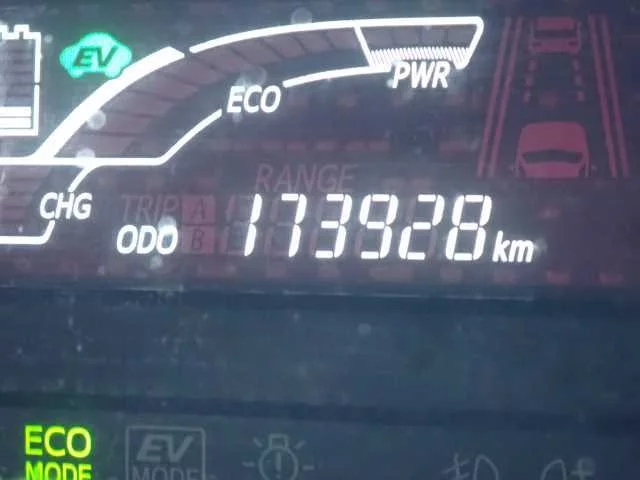 EV
PWR
ECO
RANGE
CHG
TRIP A
ODO B 173928 km
ECO EV
MODE MODE